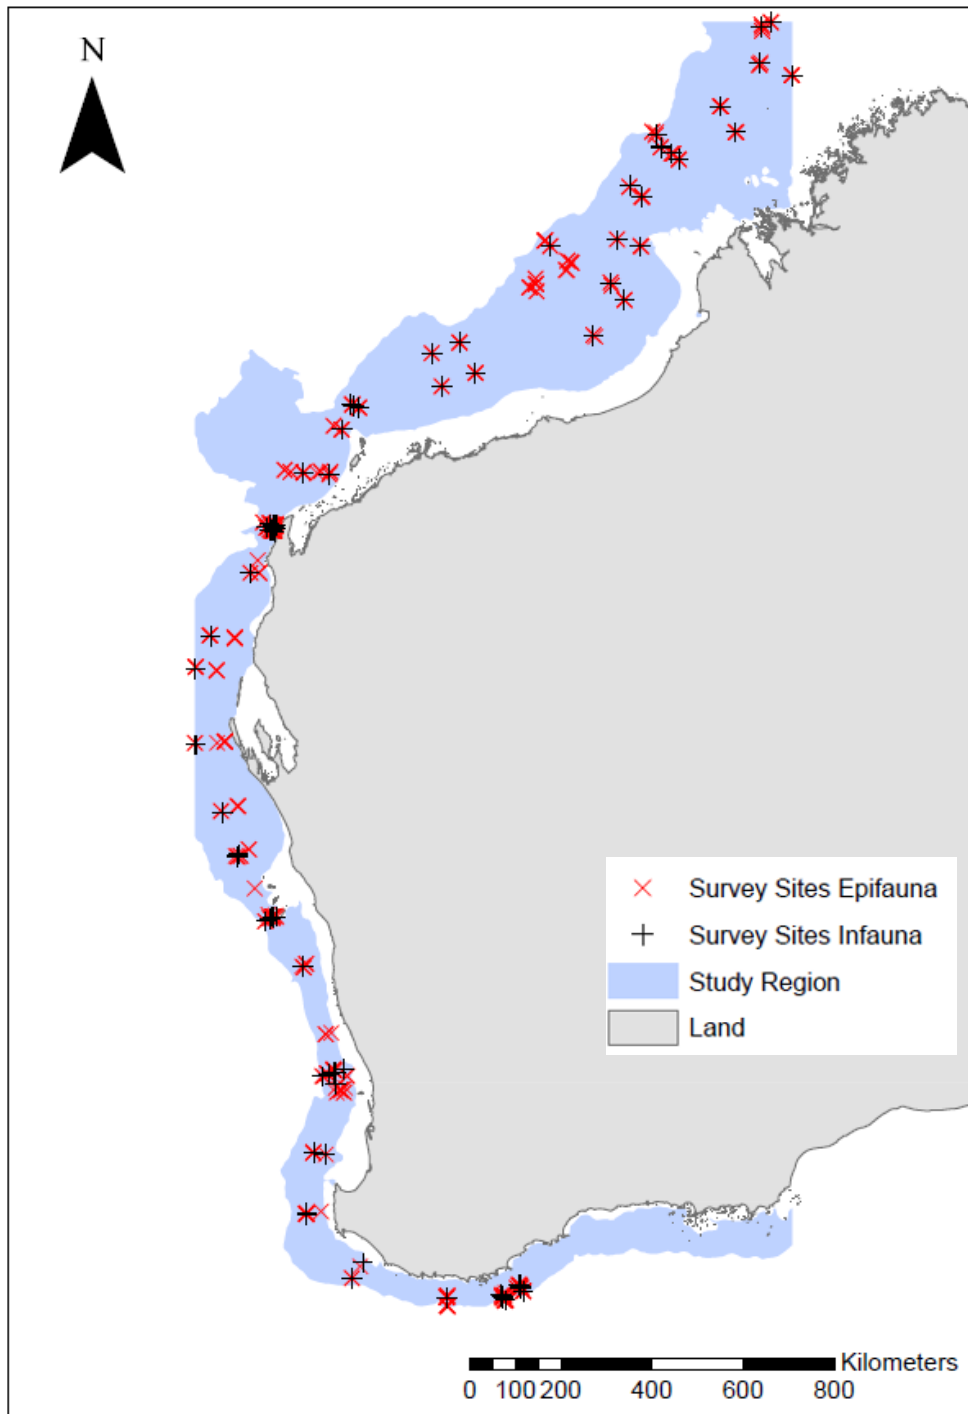 N
Survey Sites Epifauna
Survey Sites Infauna
Study Region
Land
Kilometers
0 100 200 400 600 800